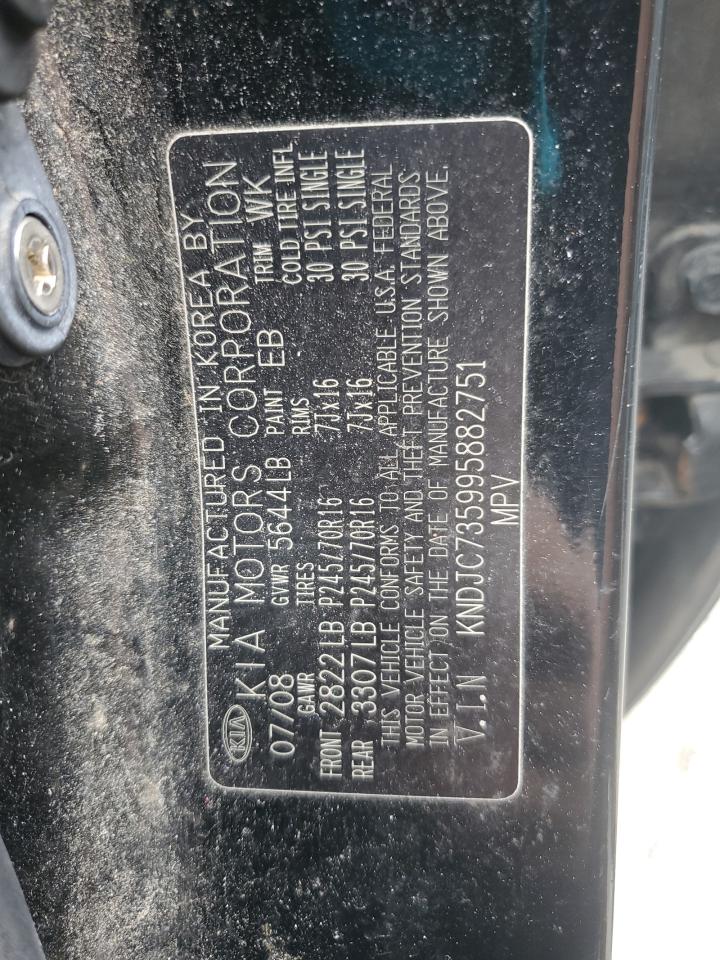 MANUFACTURED IN KOREA BY
KIA KIA MOTORS CORPORATION
07/08 GVWR 5644LB PAINT EB TRIM WK
GAWR TIRES RIMS COLD TIRE INFL
FRONT 2822LB P245/70R16 7Jx16 30 PSI SINGLE
REAR 3307LB P245/70R16 7Jx16 30 PSI SINGLE
THIS VEHICLE CONFORMS TO ALL APPLICABLE U.S.A. FEDERAL
MOTOR VEHICLE SAFETY AND THEFT PREVENTION STANDARDS
IN EFFECT ON THE DATE OF MANUFACTURE SHOWN ABOVE.
V.I.N KNDJC735995882751
MPV